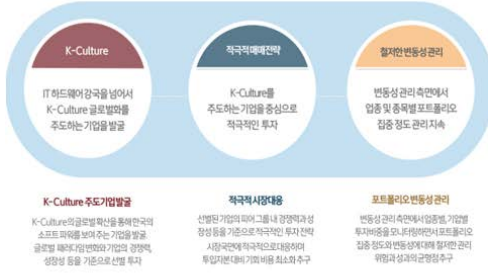 K-Culture
IT 하드웨어 강국을 넘어서
K-Culture 글로벌화를
주도하는 기업을 발굴
적극적 매매전략
K-Culture를
주도하는 기업을 중심으로
적극적인 투자
철저한 변동성 관리
변동성 관리 측면에서
업종 및 종목별 포트폴리오
집중 정도 관리 지속
K-Culture 주도기업 발굴
K-Culture의 글로벌 확산을 통해 한국의
소프트 파워를 보여 주는 기업을 발굴
글로벌 패러다임 변화와 기업의 경쟁력,
성장성 등을 기준으로 선별 투자
적극적 시장대응
선별된 기업의 피어 그룹 내 경쟁력과 성
장성 등을 기준으로 적극적인 투자 전략
시장국면에 적극적으로 대응하여
투입자본 대비 기회 비용 최소화 추구
포트폴리오 변동성 관리
변동성 관리 측면에서 업종별, 기업별
투자비중을 모니터링하면서 포트폴리오
집중 정도와 변동성에 대해 철저한 관리
위험과 성과의 균형점 추구